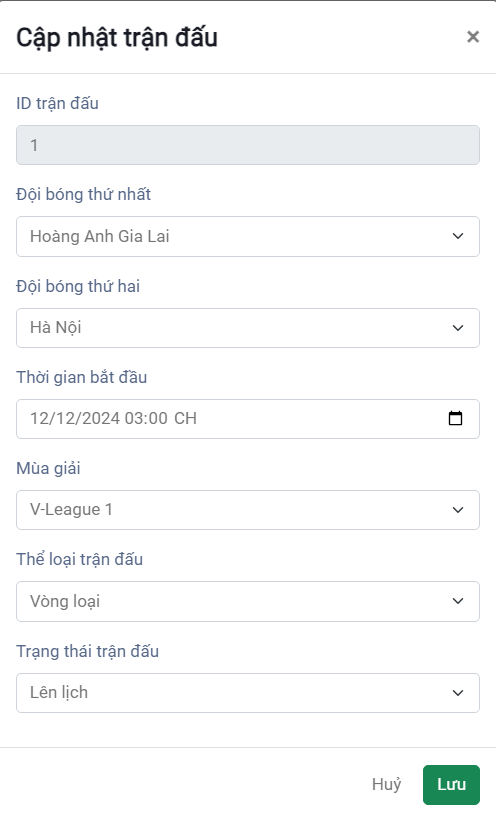 Cập nhật trận đấu ×
ID trận đấu
1
Đội bóng thứ nhất
Hoàng Anh Gia Lai
Đội bóng thứ hai
Hà Nội
Thời gian bắt đầu
12/12/2024 03:00 CH
Mùa giải
V-League 1
Thể loại trận đấu
Vòng loại
Trạng thái trận đấu
Lên lịch
Huỷ Lưu